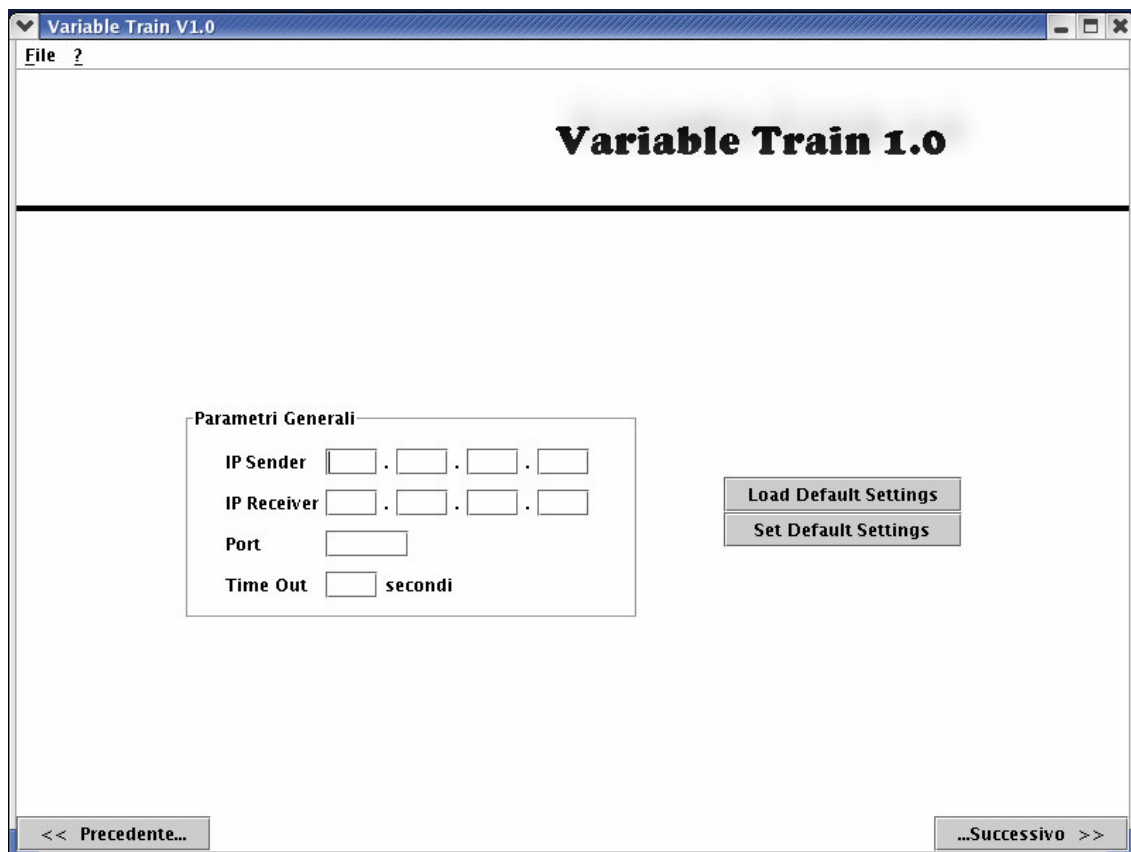 Variable Train V1.0
File ?
Variable Train 1.0
Parametri Generali
IP Sender . . .
IP Receiver . . .
Port
Time Out secondi
Load Default Settings
Set Default Settings
<< Precedente...
...Successivo >>